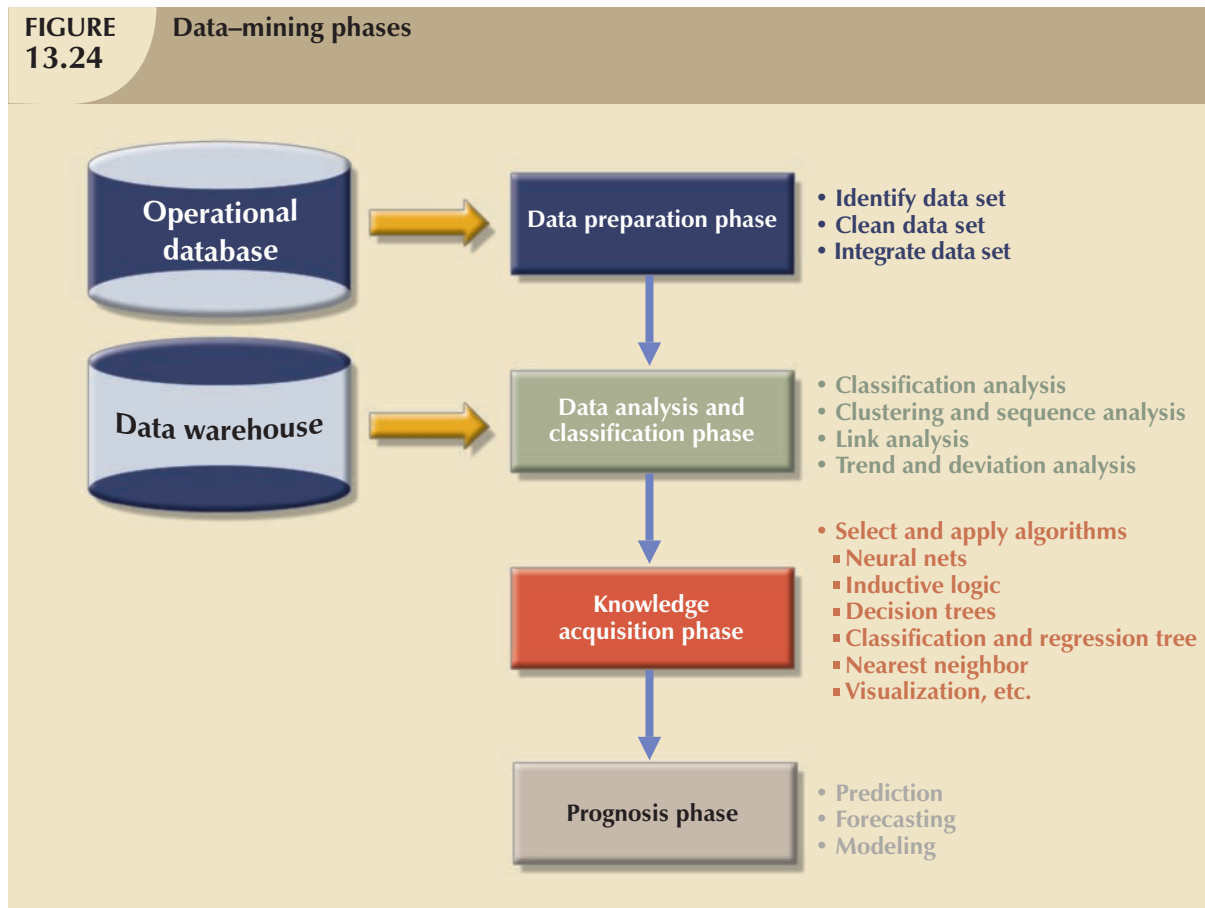 FIGURE
13.24
Data–mining phases
Operational
database
Data preparation phase
• Identify data set
• Clean data set
• Integrate data set
Data warehouse
Data analysis and
classification phase
• Classification analysis
• Clustering and sequence analysis
• Link analysis
• Trend and deviation analysis
Knowledge
acquisition phase
• Select and apply algorithms
▪ Neural nets
▪ Inductive logic
▪ Decision trees
▪ Classification and regression tree
▪ Nearest neighbor
▪ Visualization, etc.
Prognosis phase
• Prediction
• Forecasting
• Modeling